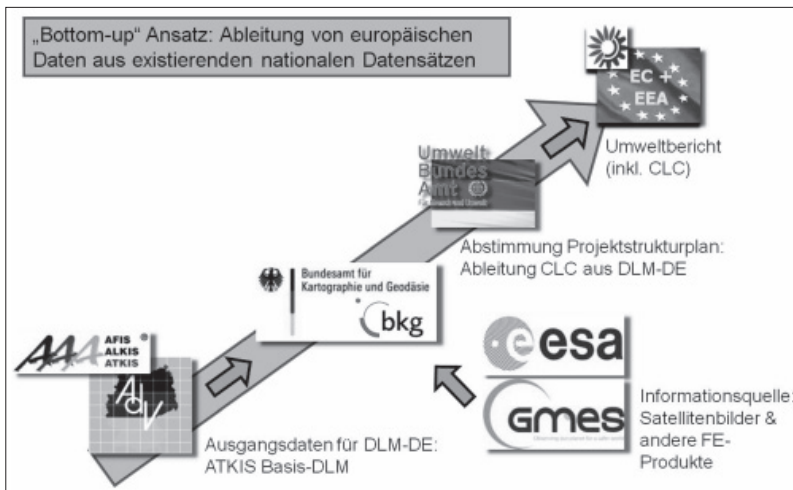 „Bottom-up“ Ansatz: Ableitung von europäischen
Daten aus existierenden nationalen Datensätzen
EC +
EEA
Umweltbericht
(inkl. CLC)
Umwelt
Bundes
Amt
Abstimmung Projektstrukturplan:
Ableitung CLC aus DLM-DE
Bundesamt für
Kartographie und Geodäsie
bkg
AAA
AFIS
ALKIS
ATKIS
AdV
Ausgangsdaten für DLM-DE:
ATKIS Basis-DLM
esa
GMES
Informationsquelle:
Satellitenbilder &
andere FE-
Produkte